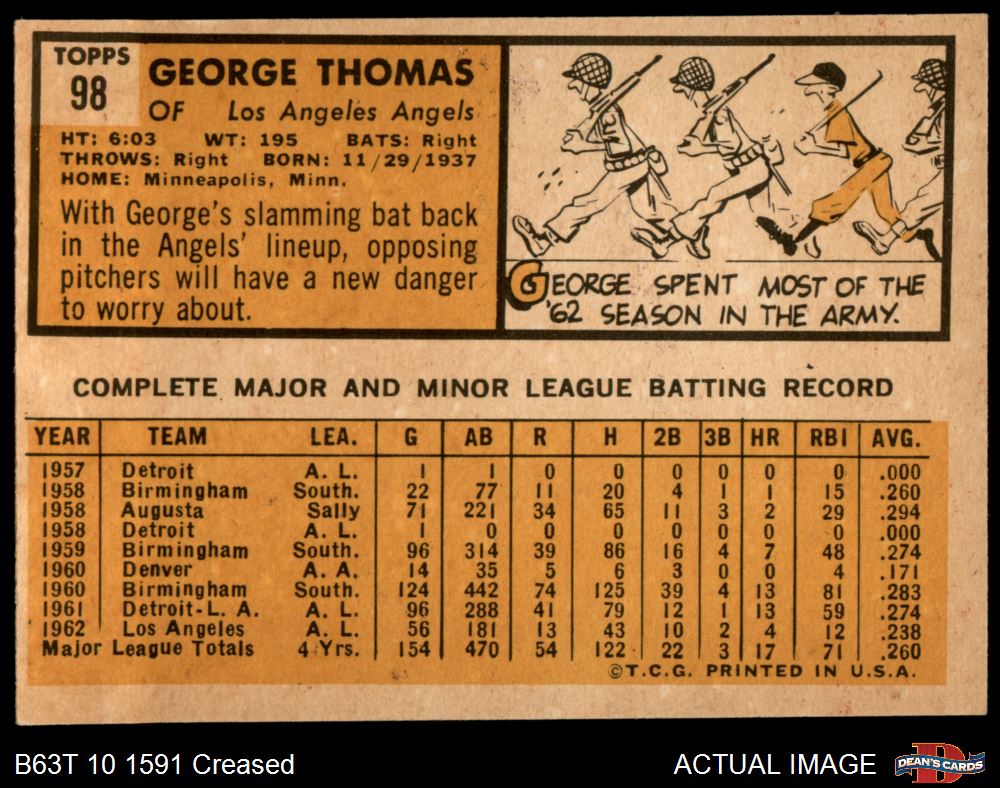 TOPPS
98
GEORGE THOMAS
OF Los Angeles Angels
HT: 6:03 WT: 195 BATS: Right
THROWS: Right BORN: 11/29/1937
HOME: Minneapolis, Minn.
With George's slamming bat back
in the Angels' lineup, opposing
pitchers will have a new danger
to worry about.
GEORGE SPENT MOST OF THE
'62 SEASON IN THE ARMY.
COMPLETE MAJOR AND MINOR LEAGUE BATTING RECORD
YEAR TEAM LEA. G AB R H 2B 3B HR RBI AVG.
1957 Detroit A. L. 1 1 0 0 0 0 0 0 .000
1958 Birmingham South. 22 77 11 20 4 1 1 15 .260
1958 Augusta Sally 71 221 34 65 11 3 2 29 .294
1958 Detroit A. L. 1 0 0 0 0 0 0 0 .000
1959 Birmingham South. 96 314 39 86 16 4 7 48 .274
1960 Denver A. A. 14 35 5 6 3 0 0 4 .171
1960 Birmingham South. 124 442 74 125 39 4 13 81 .283
1961 Detroit-L. A. A. L. 96 288 41 79 12 1 13 59 .274
1962 Los Angeles A. L. 56 181 13 43 10 2 4 12 .238
Major League Totals 4 Yrs. 154 470 54 122 22 3 17 71 .260
©T.C.G. PRINTED IN U.S.A.
B63T 10 1591 Creased
ACTUAL IMAGE
DEAN'S CARDS